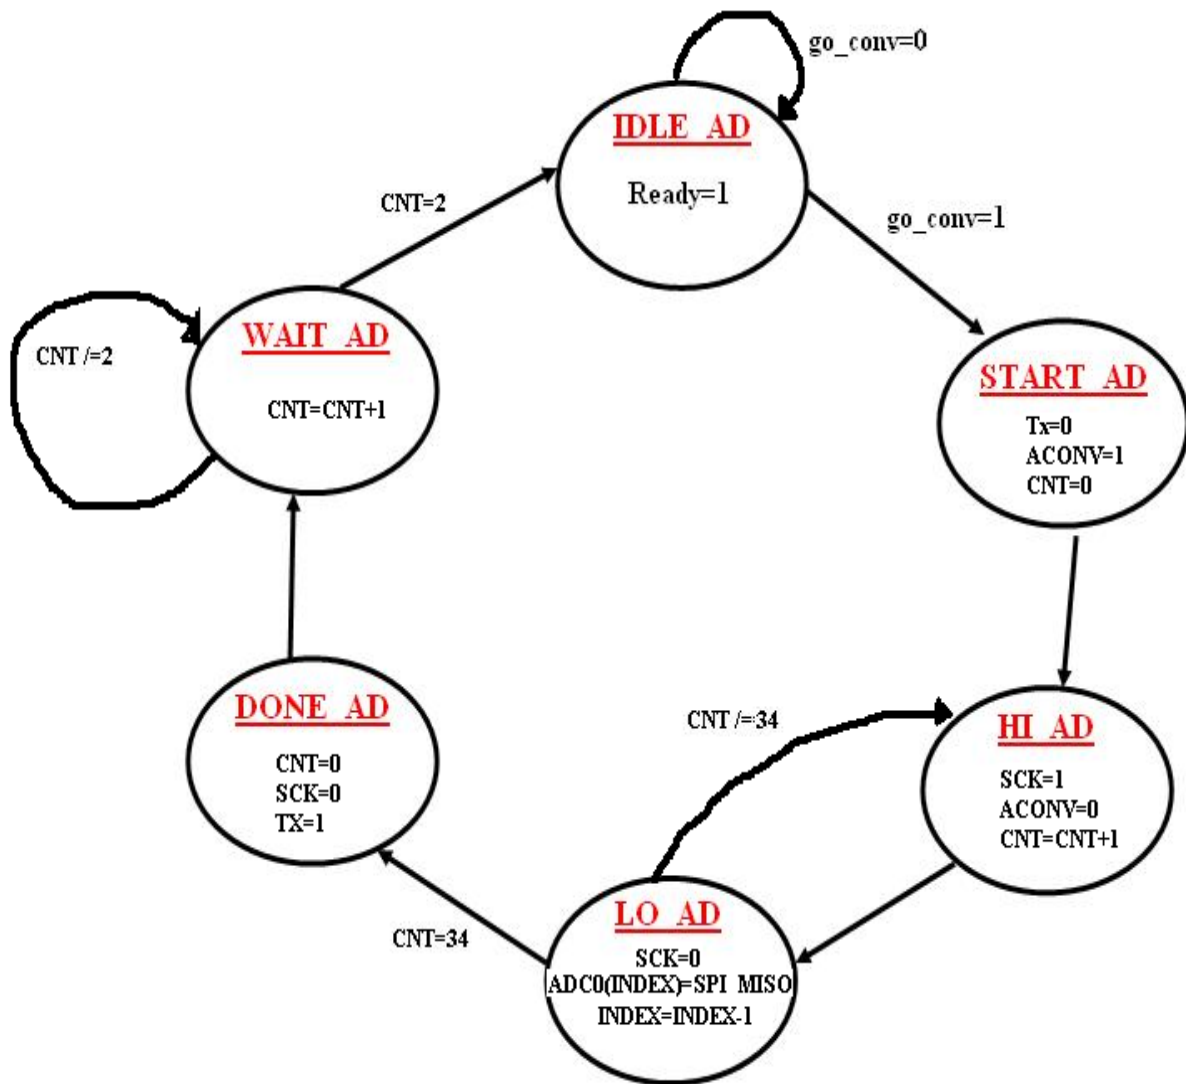 go_conv=0
IDLE_AD
Ready=1
CNT=2
go_conv=1
WAIT_AD
CNT /=2
CNT=CNT+1
START_AD
Tx=0
ACONV=1
CNT=0
DONE_AD
CNT=0
SCK=0
TX=1
CNT /=34
HI_AD
SCK=1
ACONV=0
CNT=CNT+1
CNT=34
LO_AD
SCK=0
ADC0(INDEX)=SPI_MISO
INDEX=INDEX-1